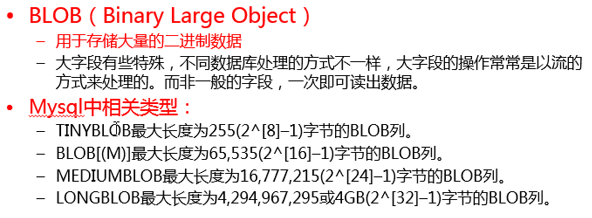 • BLOB（Binary Large Object）
– 用于存储大量的二进制数据
– 大字段有些特殊，不同数据库处理的方式不一样，大字段的操作常常是以流的
方式来处理的。而非一般的字段，一次即可读出数据。
• Mysql中相关类型：
– TINYBLOB最大长度为255(2^[8]–1)字节的BLOB列。
– BLOB[(M)]最大长度为65,535(2^[16]–1)字节的BLOB列。
– MEDIUMBLOB最大长度为16,777,215(2^[24]–1)字节的BLOB列。
– LONGBLOB最大长度为4,294,967,295或4GB(2^[32]–1)字节的BLOB列。